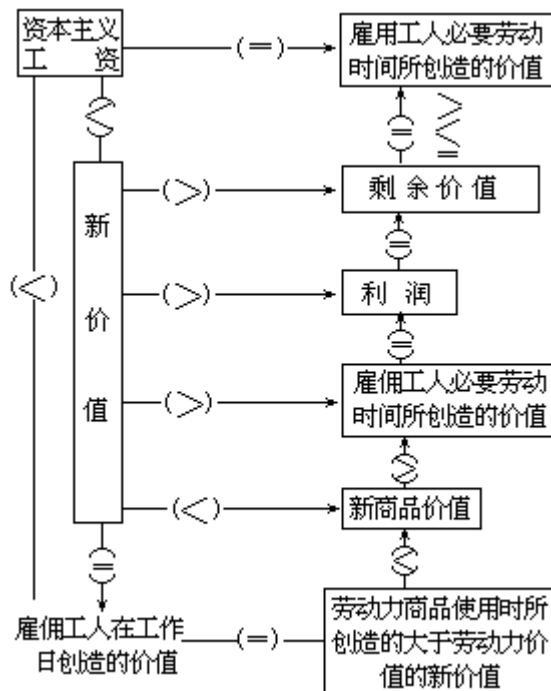 资本主义
工 资
(=)
雇用工人必要劳动
时间所创造的价值
(<)
(=)
> < =
新价值
(>)
剩余价值
(=)
(<)
(>)
利润
(=)
(>)
雇佣工人必要劳动
时间所创造的价值
(>)
(<)
新商品价值
(=)
(<)
雇佣工人在工作
日创造的价值
(=)
劳动力商品使用时所
创造的大于劳动力价
值的新价值